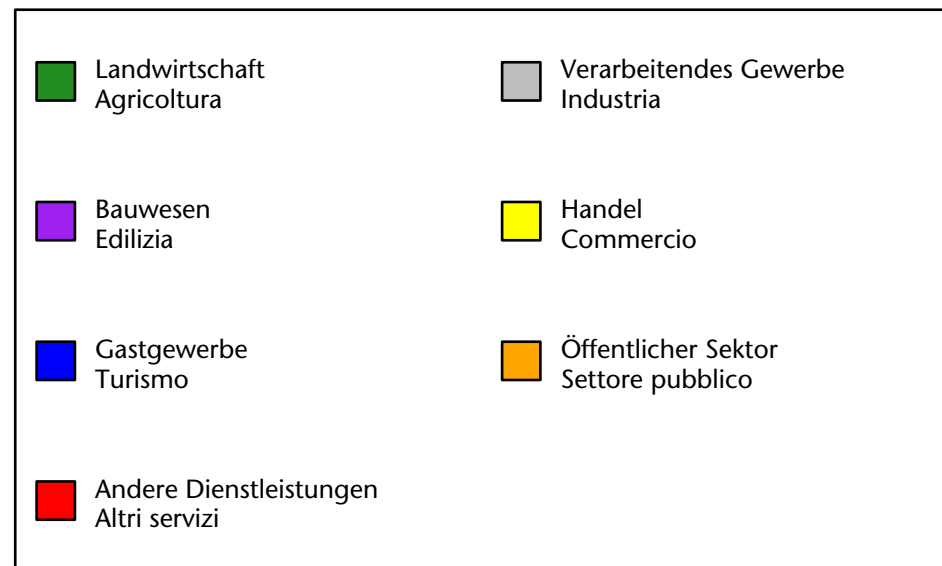 Landwirtschaft
Agricoltura
Verarbeitendes Gewerbe
Industria
Bauwesen
Edilizia
Handel
Commercio
Gastgewerbe
Turismo
Öffentlicher Sektor
Settore pubblico
Andere Dienstleistungen
Altri servizi